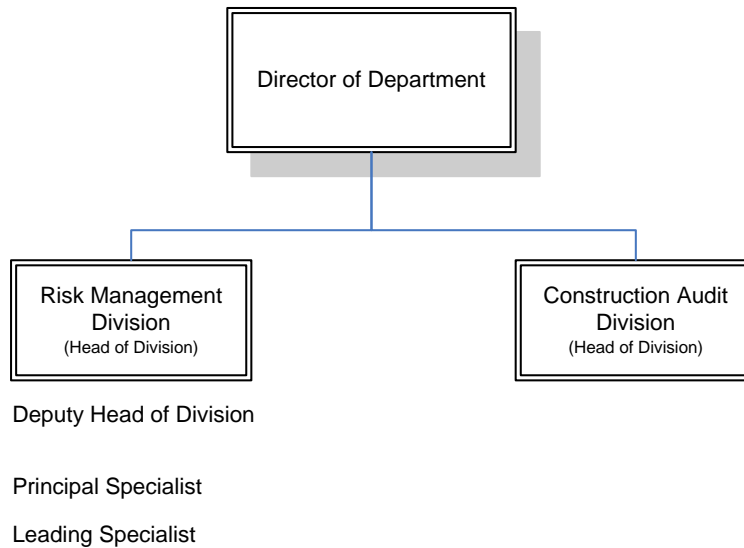 Director of Department
Risk Management
Division
(Head of Division)
Construction Audit
Division
(Head of Division)
Deputy Head of Division
Principal Specialist
Leading Specialist